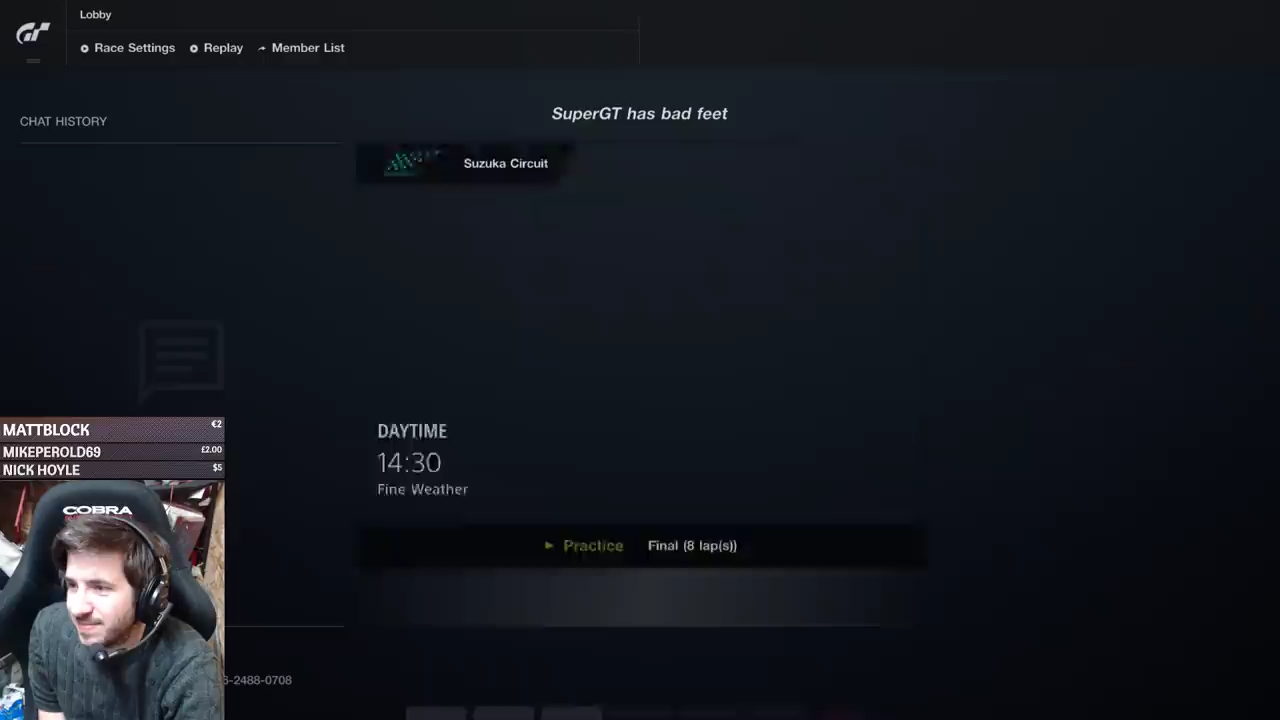 Lobby
Race Settings Replay Member List
SuperGT has bad feet
CHAT HISTORY
Suzuka Circuit
DAYTIME
14:30
Fine Weather
Practice Final (8 lap(s))
MATTBLOCK €2
MIKEPEROLD69 £2.00
NICK HOYLE $5
COBRA
-2488-0708